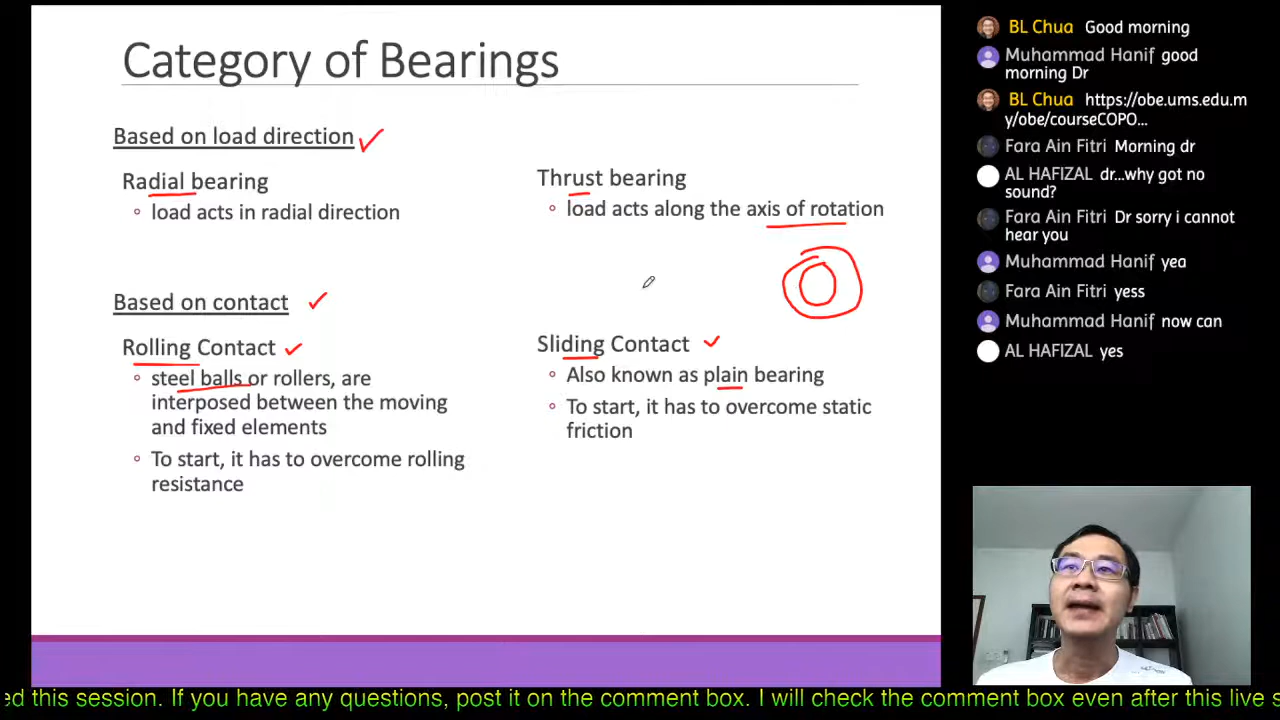 Category of Bearings
Based on load direction
Radial bearing
◦ load acts in radial direction
Thrust bearing
◦ load acts along the axis of rotation
Based on contact
Rolling Contact
◦ steel balls or rollers, are
interposed between the moving
and fixed elements
◦ To start, it has to overcome rolling
resistance
Sliding Contact
◦ Also known as plain bearing
◦ To start, it has to overcome static
friction
BL Chua Good morning
Muhammad Hanif good
morning Dr
BL Chua https://obe.ums.edu.m
y/obe/courseCOPO...
Fara Ain Fitri Morning dr
AL HAFIZAL dr...why got no
sound?
Fara Ain Fitri Dr sorry i cannot
hear you
Muhammad Hanif yea
Fara Ain Fitri yess
Muhammad Hanif now can
AL HAFIZAL yes
ed this session. If you have any questions, post it on the comment box. I will check the comment box even after this live s